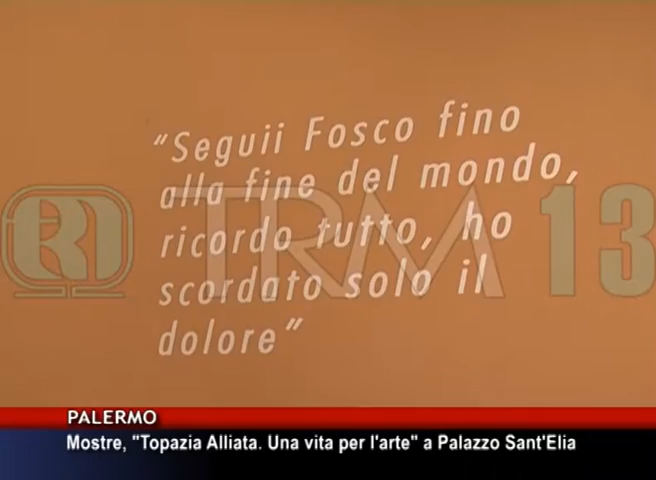 “Seguii Fosco fino
alla fine del mondo,
ricordo tutto, ho
scordato solo il
dolore”
TRM 13
PALERMO
Mostre, "Topazia Alliata. Una vita per l'arte" a Palazzo Sant'Elia